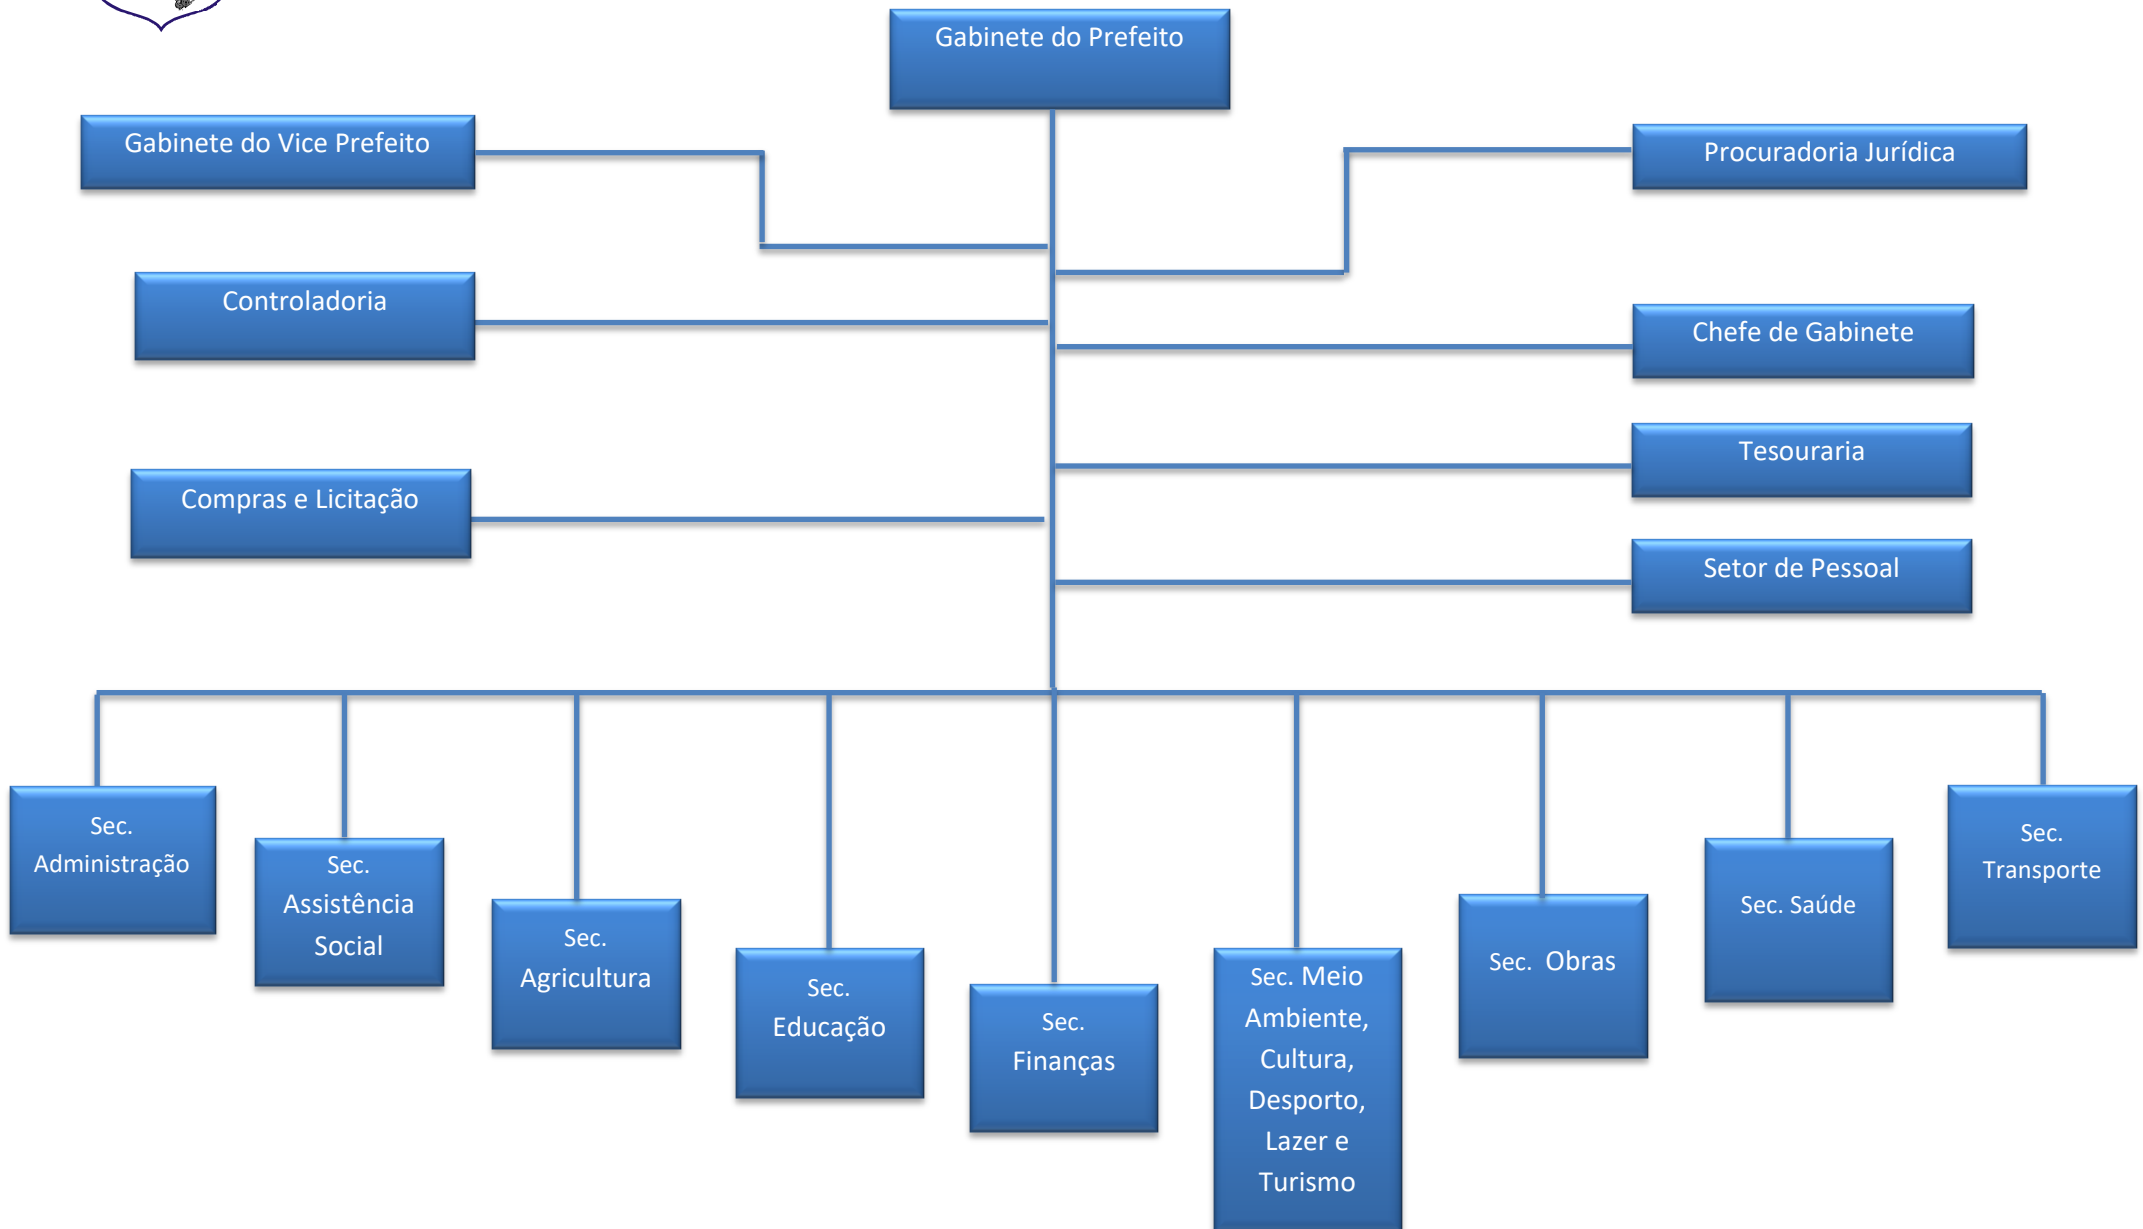 Gabinete do Prefeito
Gabinete do Vice Prefeito
Procuradoria Jurídica
Controladoria
Chefe de Gabinete
Tesouraria
Compras e Licitação
Setor de Pessoal
Sec.
Administração
Sec.
Assistência
Social
Sec.
Agricultura
Sec.
Educação
Sec.
Finanças
Sec. Meio
Ambiente,
Cultura,
Desporto,
Lazer e
Turismo
Sec. Obras
Sec. Saúde
Sec.
Transporte